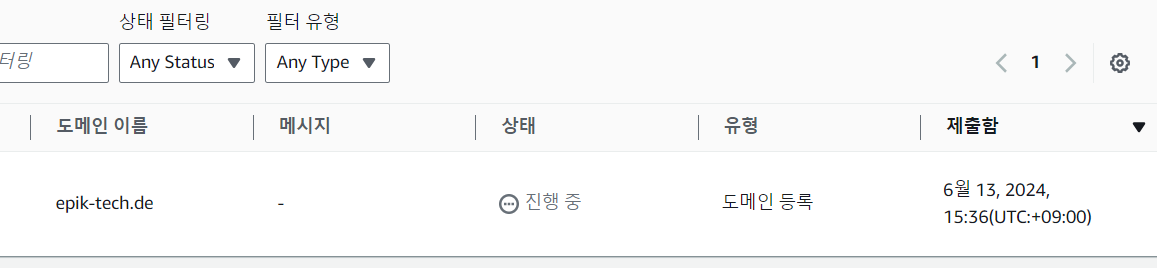 상태 필터링 필터 유형
터링 Any Status Any Type 1
도메인 이름 메시지 상태 유형 제출함
epik-tech.de - 진행 중 도메인 등록 6월 13, 2024,
15:36(UTC:+09:00)